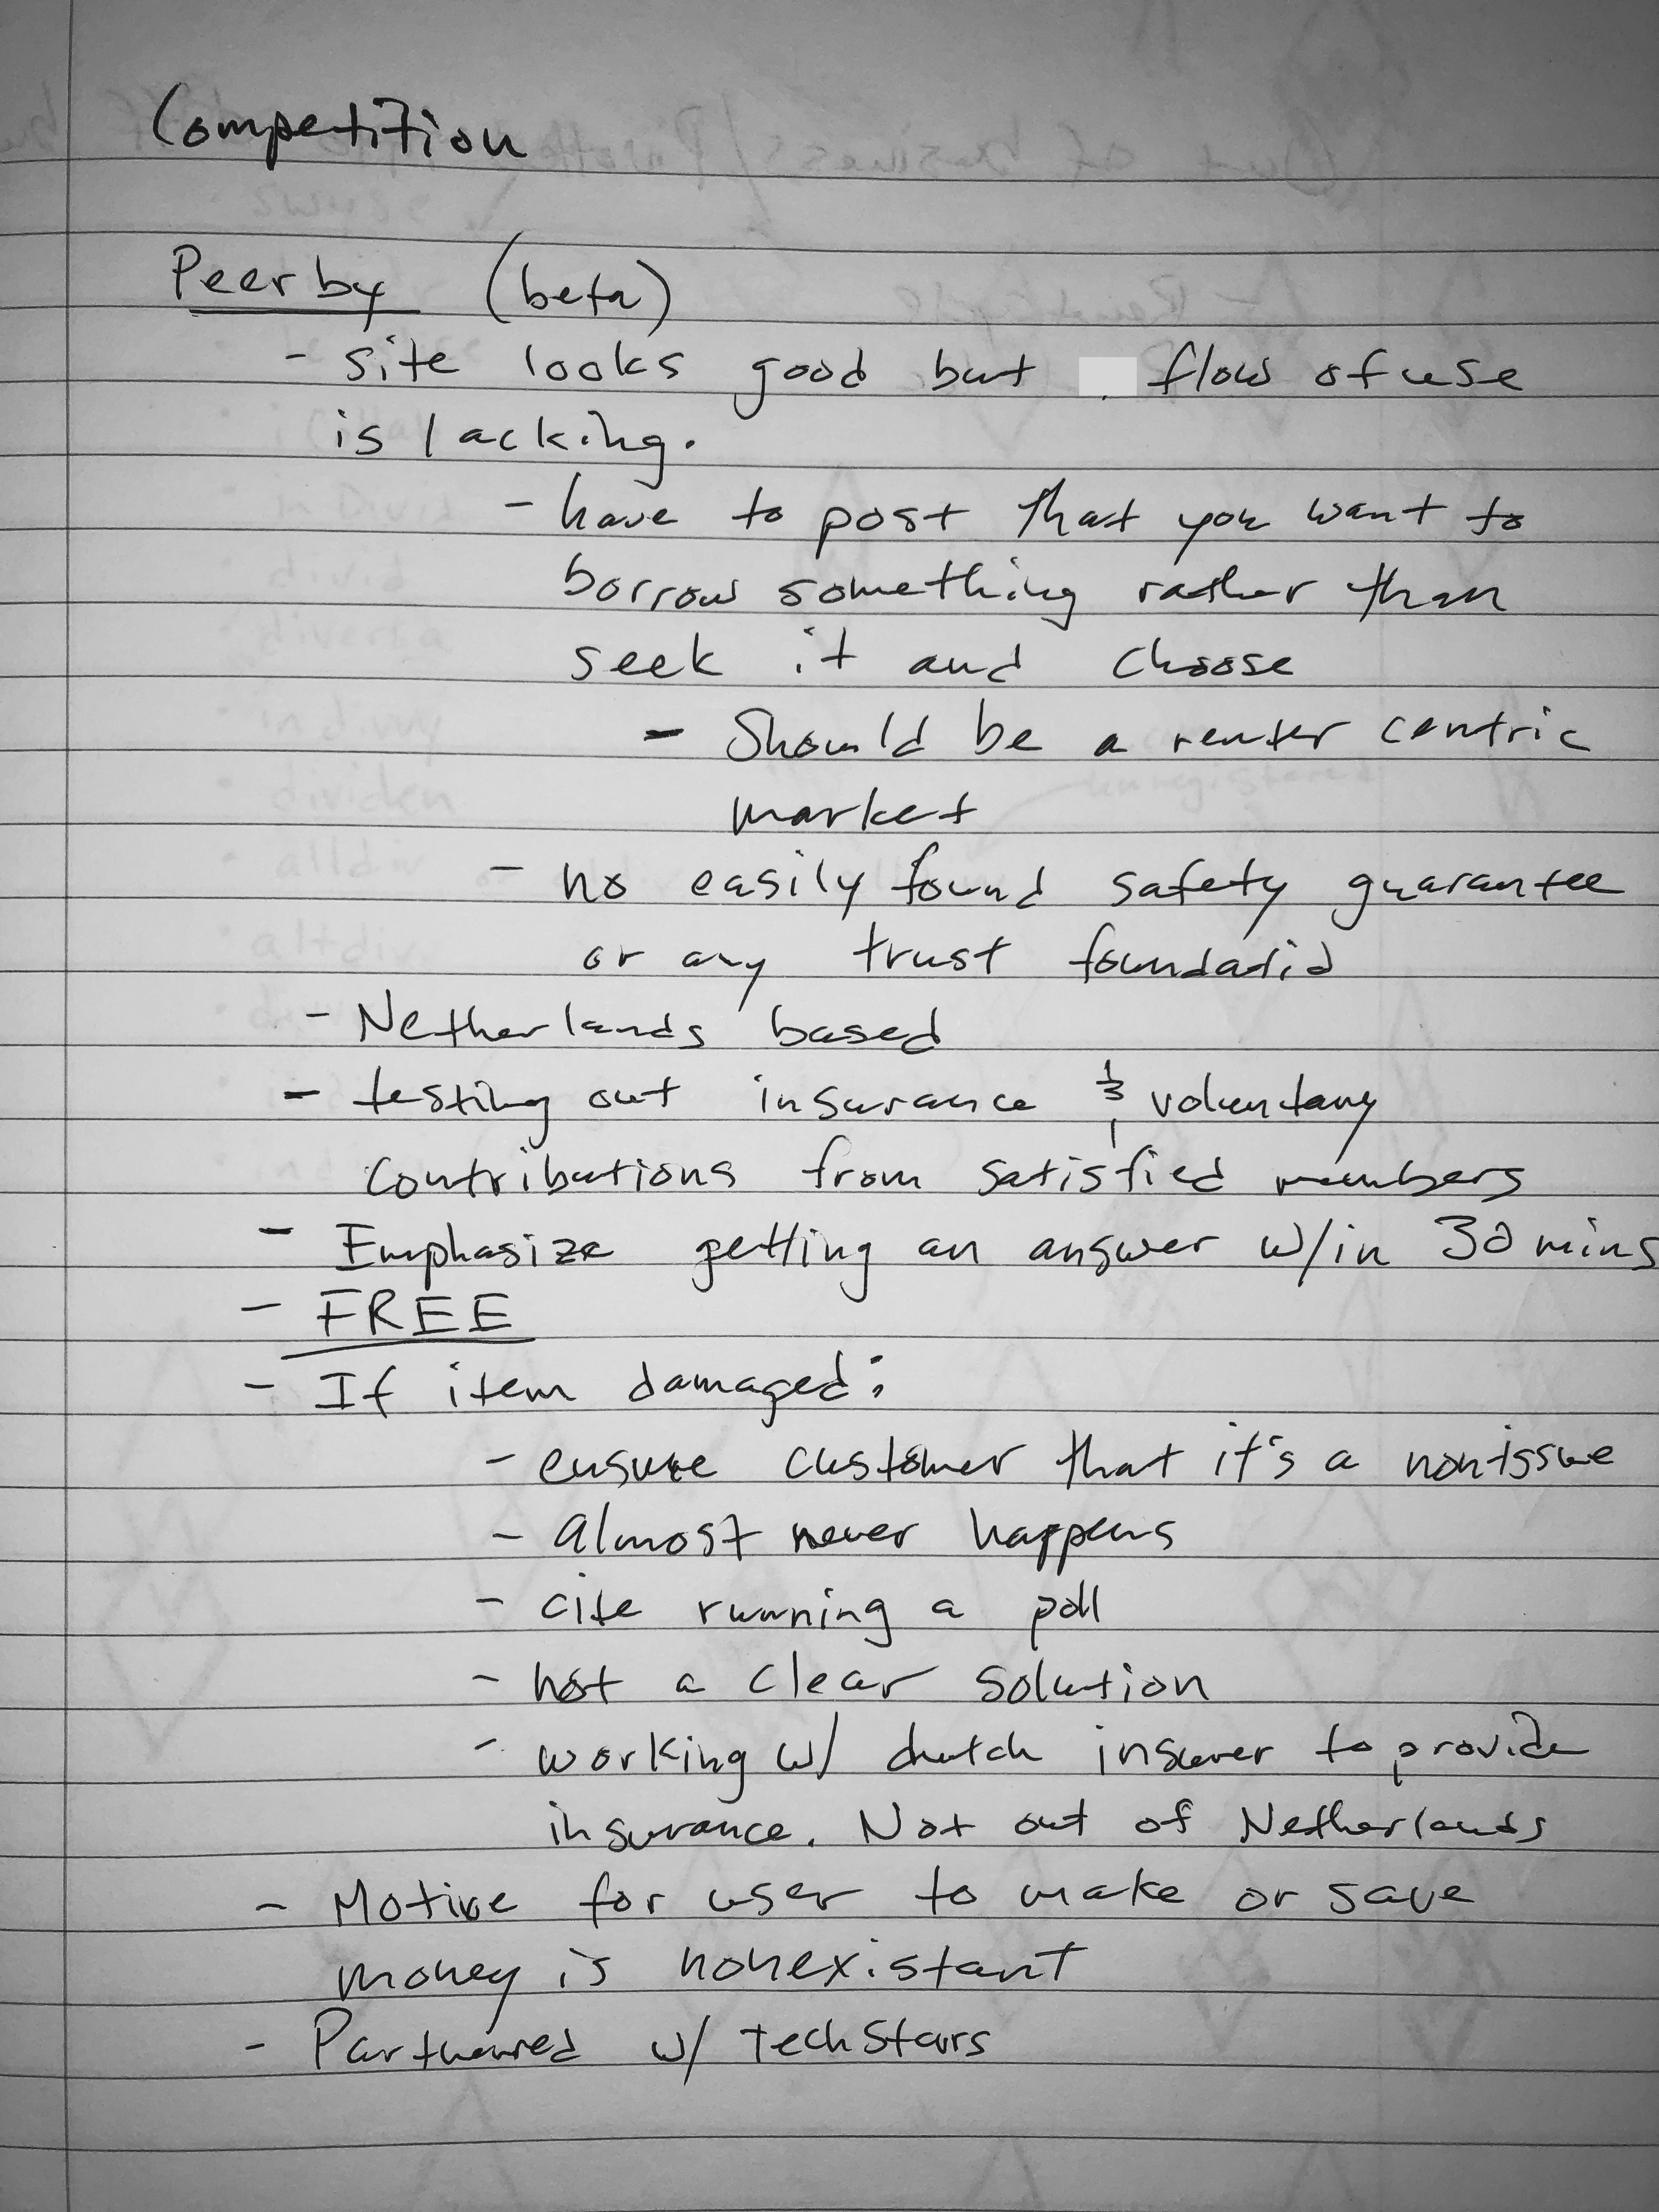 Competition
Peerby (beta)
- site looks good but flow of use
is lacking.
- have to post that you want to
borrow something rather than
seek it and choose
- Should be a renter centric
market
- no easily found safety guarantee
or any trust foundatid
- Netherlands based
- testing out insurance & voluntary
contributions from satisfied members
- Emphasize getting an answer w/in 30 mins
- FREE
- If item damaged:
- ensure customer that it's a nonissue
- Almost never happens
- cite running a poll
- not a clear solution
- working w/ dutch insurer to provide
insurance. Not out of Netherlands
- Motive for user to make or save
money is nonexistant
- Partnered w/ TechStars